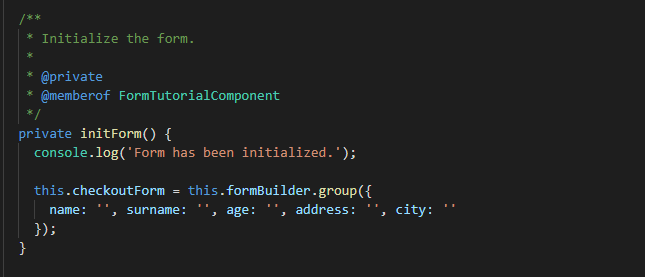 /**
 * Initialize the form.
 *
 * @private
 * @memberof FormTutorialComponent
 */
private initForm() {
  console.log('Form has been initialized.');

  this.checkoutForm = this.formBuilder.group({
    name: '', surname: '', age: '', address: '', city: ''
  });
}